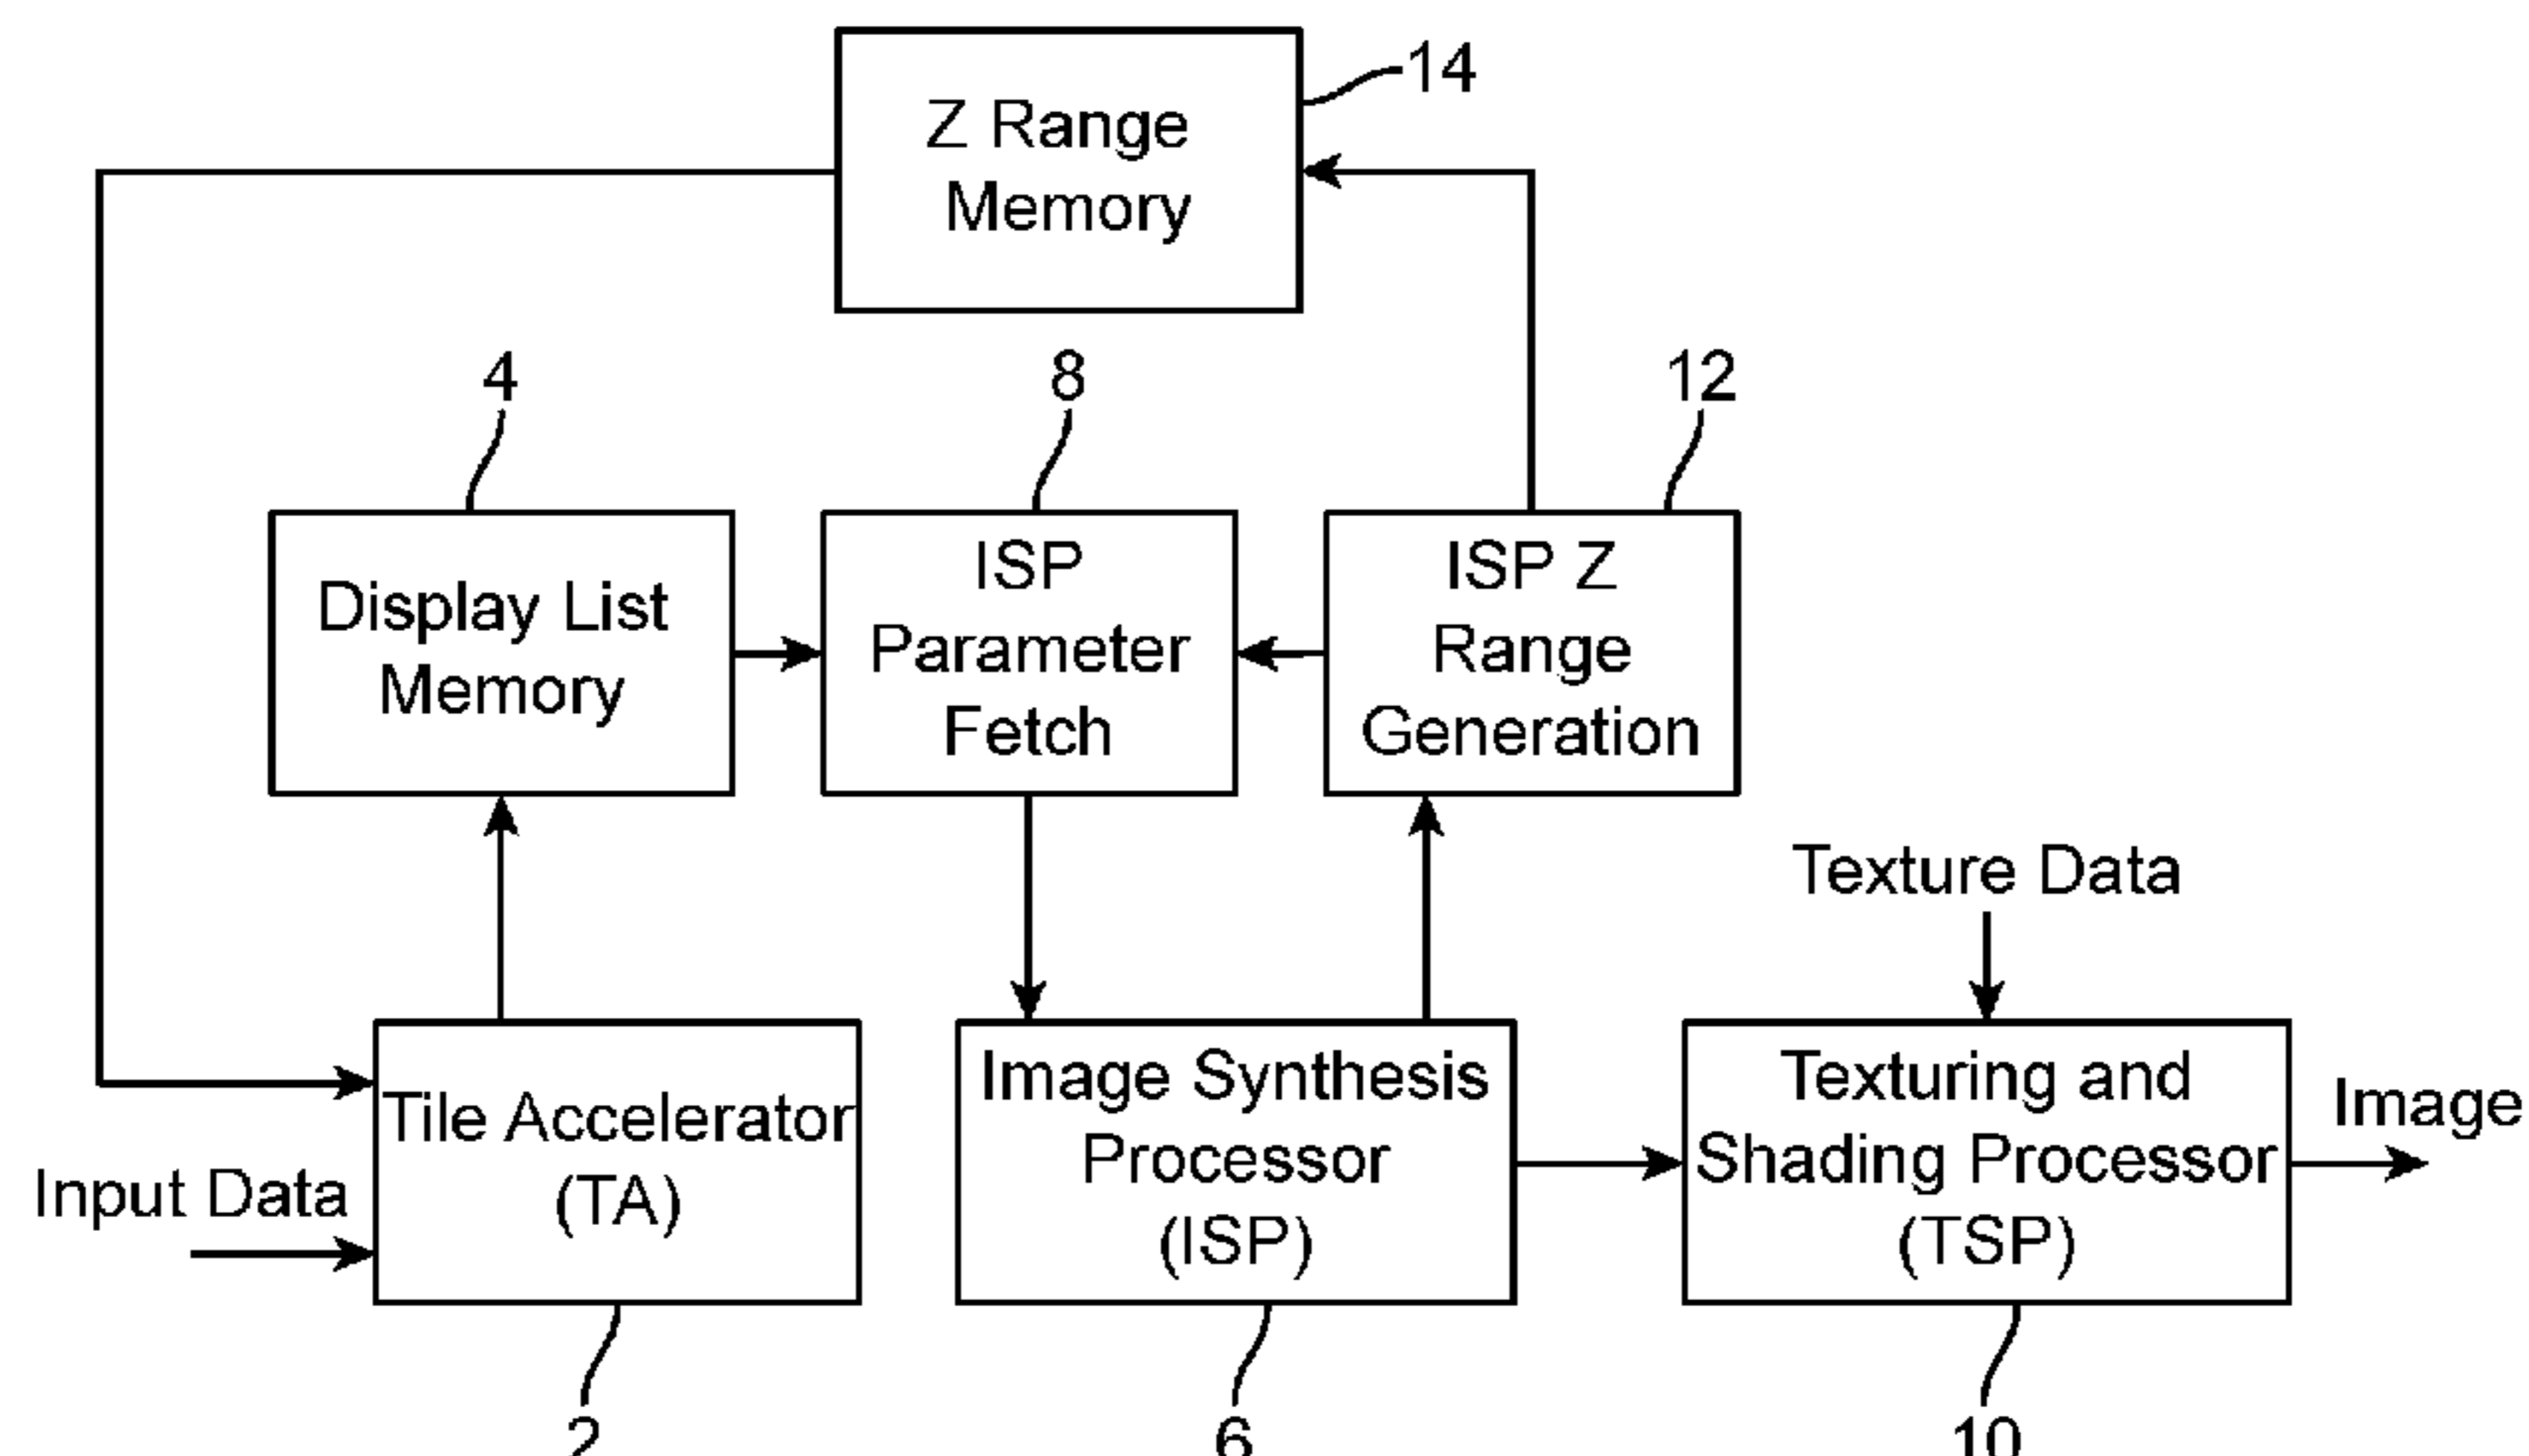 14
Z Range
Memory
4
8
12
Display List
Memory
ISP
Parameter
Fetch
ISP Z
Range
Generation
Texture Data
Tile Accelerator
(TA)
Input Data
Image Synthesis
Processor
(ISP)
Texturing and
Shading Processor
(TSP)
Image
2
6
10